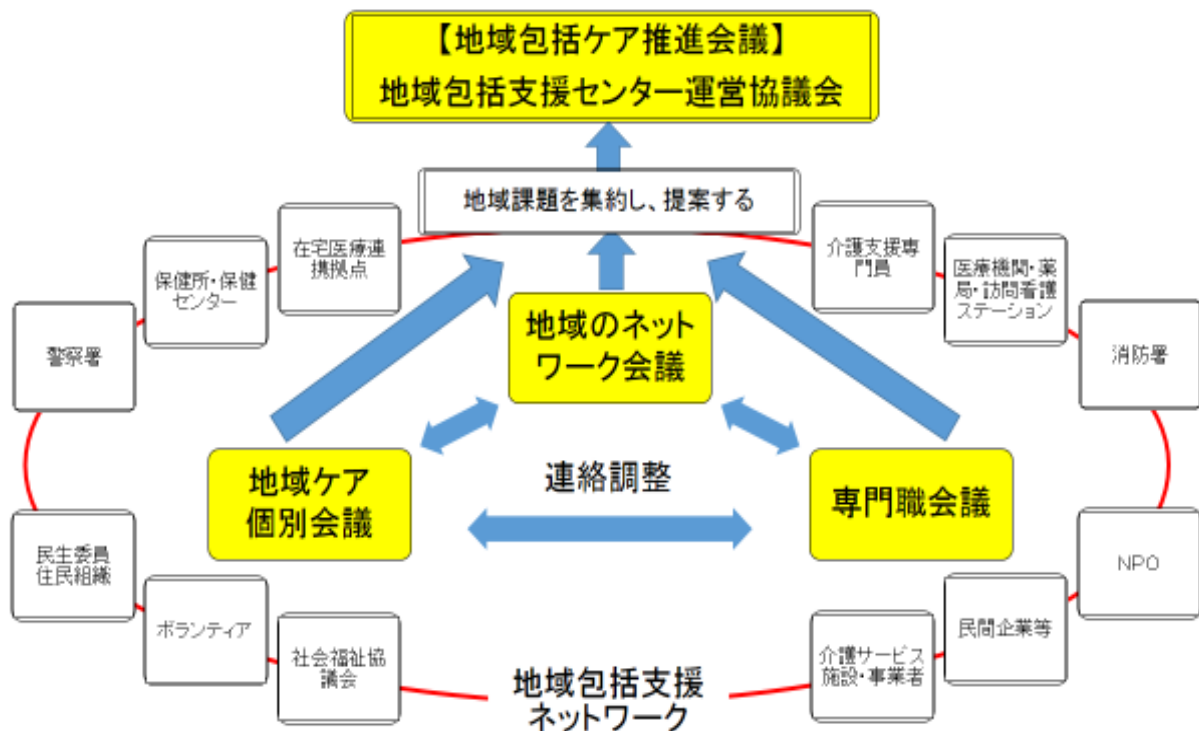 【地域包括ケア推進会議】
地域包括支援センター運営協議会
地域課題を集約し、提案する
在宅医療連
携拠点
保健所・保健
センター
警察署
介護支援専
門員
医療機関・薬
局・訪問看護
ステーション
消防署
地域のネット
ワーク会議
地域ケア
個別会議
連絡調整
専門職会議
民生委員
住民組織
ボランティア
社会福祉協
議会
地域包括支援
ネットワーク
介護サービス
施設・事業者
民間企業等
NPO